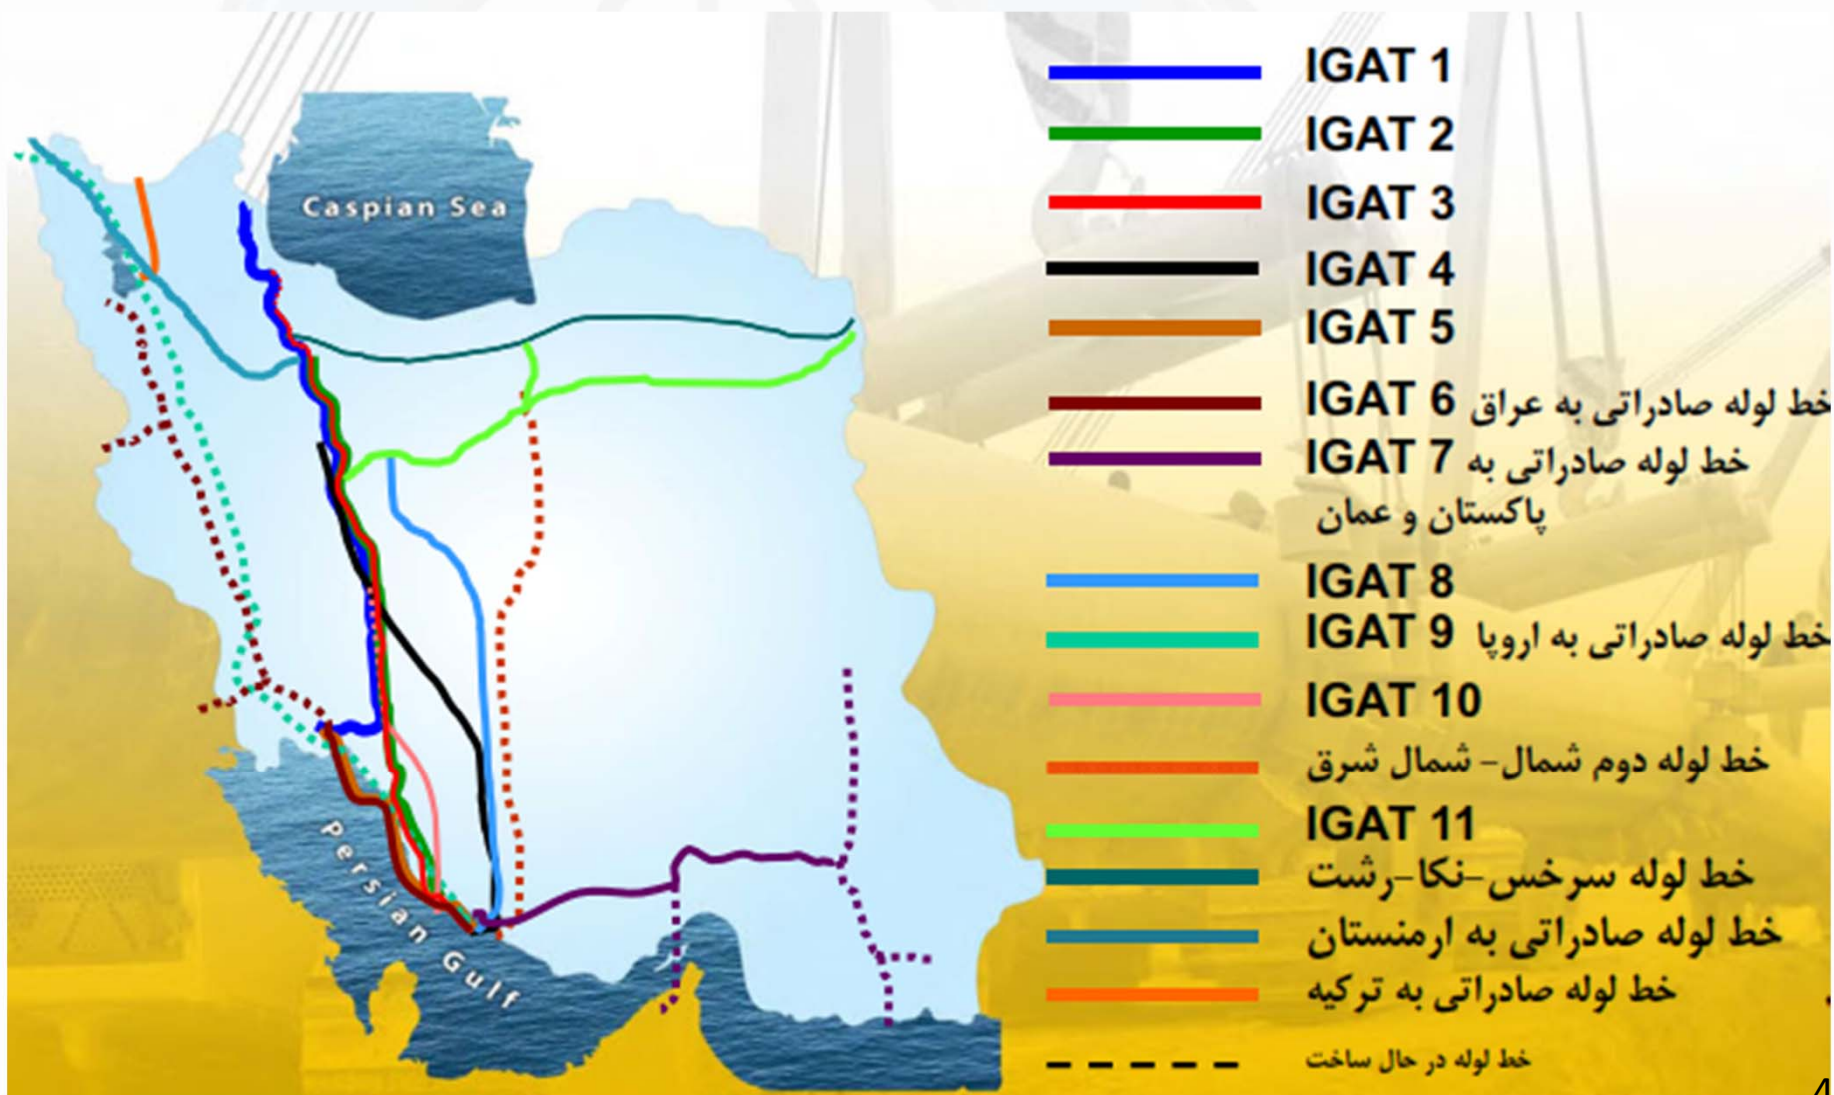 Caspian Sea
Persian Gulf
IGAT 1
IGAT 2
IGAT 3
IGAT 4
IGAT 5
IGAT 6 خط لوله صادراتی به عراق
IGAT 7 خط لوله صادراتی به
پاکستان و عمان
IGAT 8
IGAT 9 خط لوله صادراتی به اروپا
IGAT 10
خط لوله دوم شمال- شمال شرق
IGAT 11
خط لوله سرخس-نکا-رشت
خط لوله صادراتی به ارمنستان
خط لوله صادراتی به ترکیه
خط لوله در حال ساخت
4